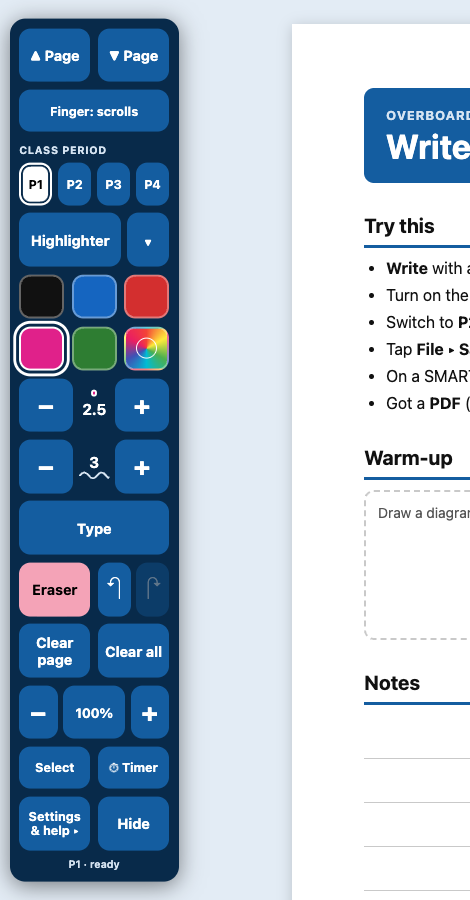 ▲ Page ▼ Page
Finger: scrolls
CLASS PERIOD
P1 P2 P3 P4
Highlighter ▾
− 2.5 +
− 3 +
Type
Eraser
Clear page
Clear all
− 100% +
Select ⏱ Timer
Settings & help ▸
Hide
P1 · ready
OVERBOARD
Write
Try this
• Write with a
• Turn on the
• Switch to P
• Tap File ▸ S
• On a SMAR
• Got a PDF (
Warm-up
Draw a diagram
Notes